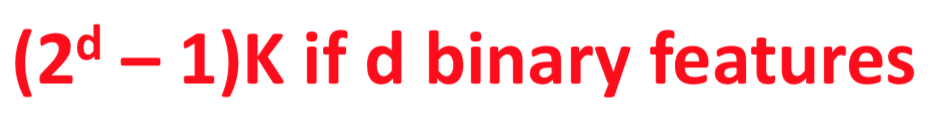 (2ᵈ – 1)K if d binary features